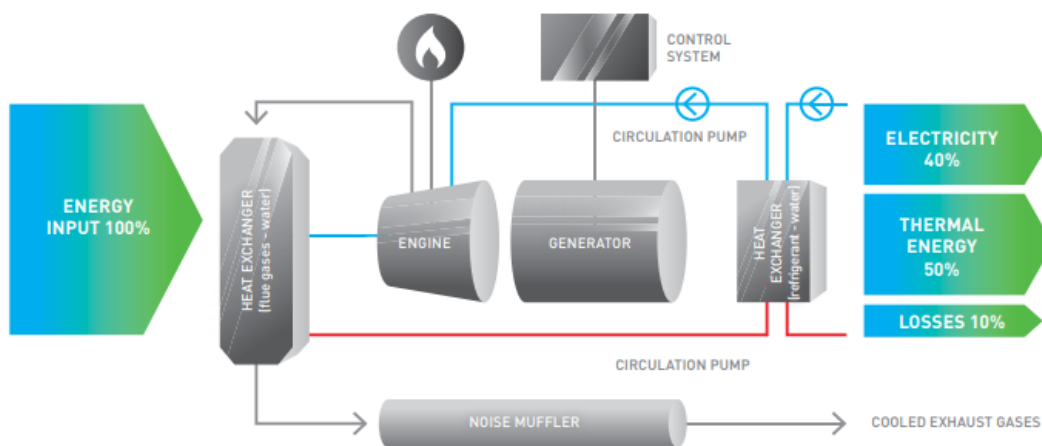 CONTROL
SYSTEM
CIRCULATION PUMP
ELECTRICITY
40%
ENERGY
INPUT 100%
HEAT EXCHANGER
(flue gases - water)
ENGINE
GENERATOR
HEAT
EXCHANGER
(refrigerant - water)
THERMAL
ENERGY
50%
LOSSES 10%
CIRCULATION PUMP
NOISE MUFFLER
COOLED EXHAUST GASES